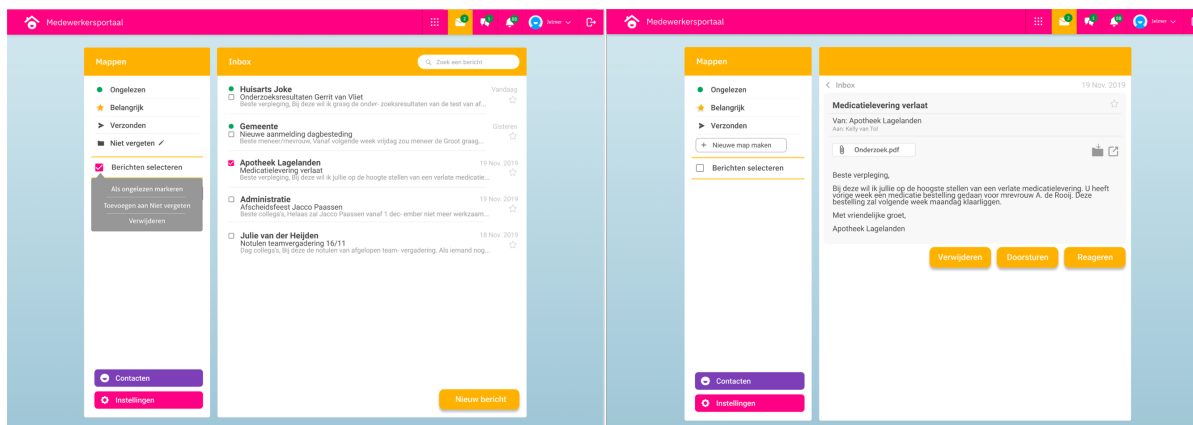 Medewerkersportaal
Jelmer
Mappen
Ongelezen
Belangrijk
Verzonden
Niet vergeten
Berichten selecteren
Als ongelezen markeren
Toevoegen aan Niet vergeten
Verwijderen
Contacten
Instellingen
Inbox
Zoek een bericht
Huisarts Joke
Vandaag
Onderzoeksresultaten Gerrit van Vliet
Beste verpleging, Bij deze wil ik graag de onder- zoeksresultaten van de test van af...
Gemeente
Gisteren
Nieuwe aanmelding dagbesteding
Beste meneer/mevrouw, Vanaf volgende week vrijdag zou meneer de Groot graag...
Apotheek Lagelanden
19 Nov. 2019
Medicatielevering verlaat
Beste verpleging, Bij deze wil ik jullie op de hoogte stellen van een verlate medicatie...
Administratie
19 Nov. 2019
Afscheidsfeest Jacco Paassen
Beste collega's, Helaas zal Jacco Paassen vanaf 1 dec- ember niet meer werkzaam...
Julie van der Heijden
18 Nov. 2019
Notulen teamvergadering 16/11
Dag collega's, Bij deze de notulen van afgelopen team- vergadering. Als iemand nog...
Nieuw bericht
Medewerkersportaal
Jelmer
Mappen
Ongelezen
Belangrijk
Verzonden
+ Nieuwe map maken
Berichten selecteren
Contacten
Instellingen
< Inbox
19 Nov. 2019
Medicatielevering verlaat
Van: Apotheek Lagelanden
Aan: Kelly van Tol
Onderzoek.pdf
Beste verpleging,
Bij deze wil ik jullie op de hoogste stellen van een verlate medicatielevering. U heeft
vorige week een medicatie bestelling gedaan voor mrevrouw A. de Rooij. Deze
bestelling zal volgende week maandag klaarliggen.
Met vriendelijke groet,
Apotheek Lagelanden
Verwijderen
Doorsturen
Reageren